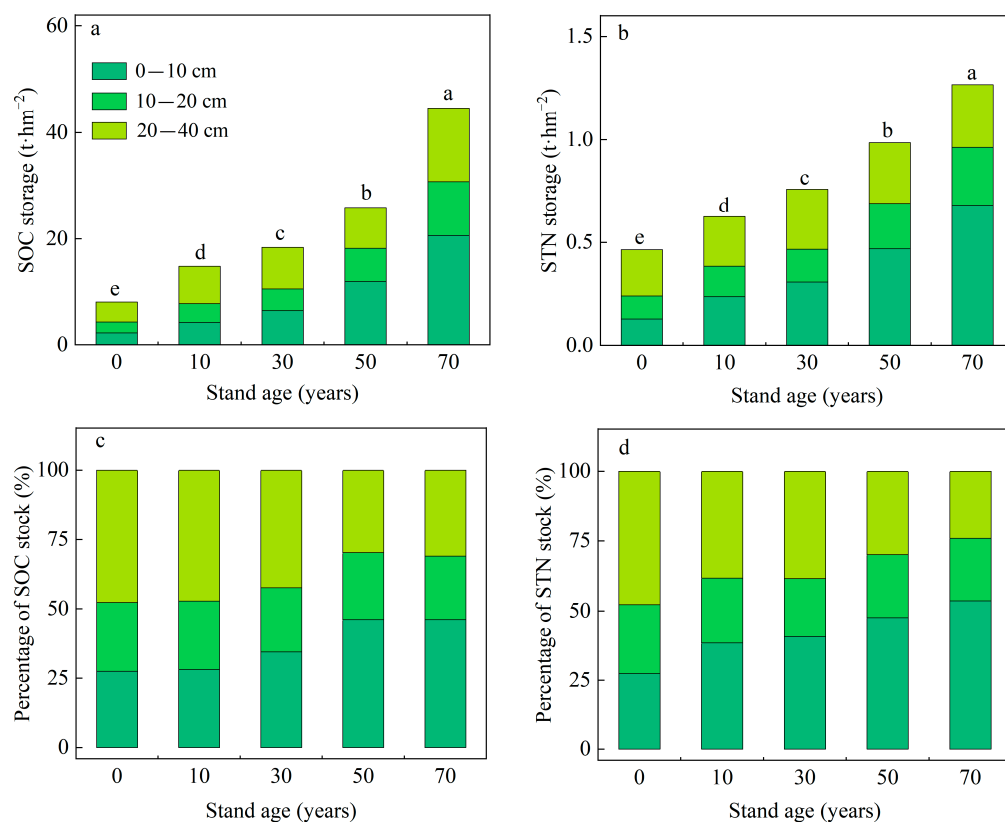 a
0—10 cm
10—20 cm
20—40 cm
SOC storage (t·hm⁻²)
60
40
20
0
e
d
c
b
a
0
10
30
50
70
Stand age (years)
b
STN storage (t·hm⁻²)
1.5
1.0
0.5
0.0
e
d
c
b
a
0
10
30
50
70
Stand age (years)
c
Percentage of SOC stock (%)
100
75
50
25
0
0
10
30
50
70
Stand age (years)
d
Percentage of STN stock (%)
100
75
50
25
0
0
10
30
50
70
Stand age (years)